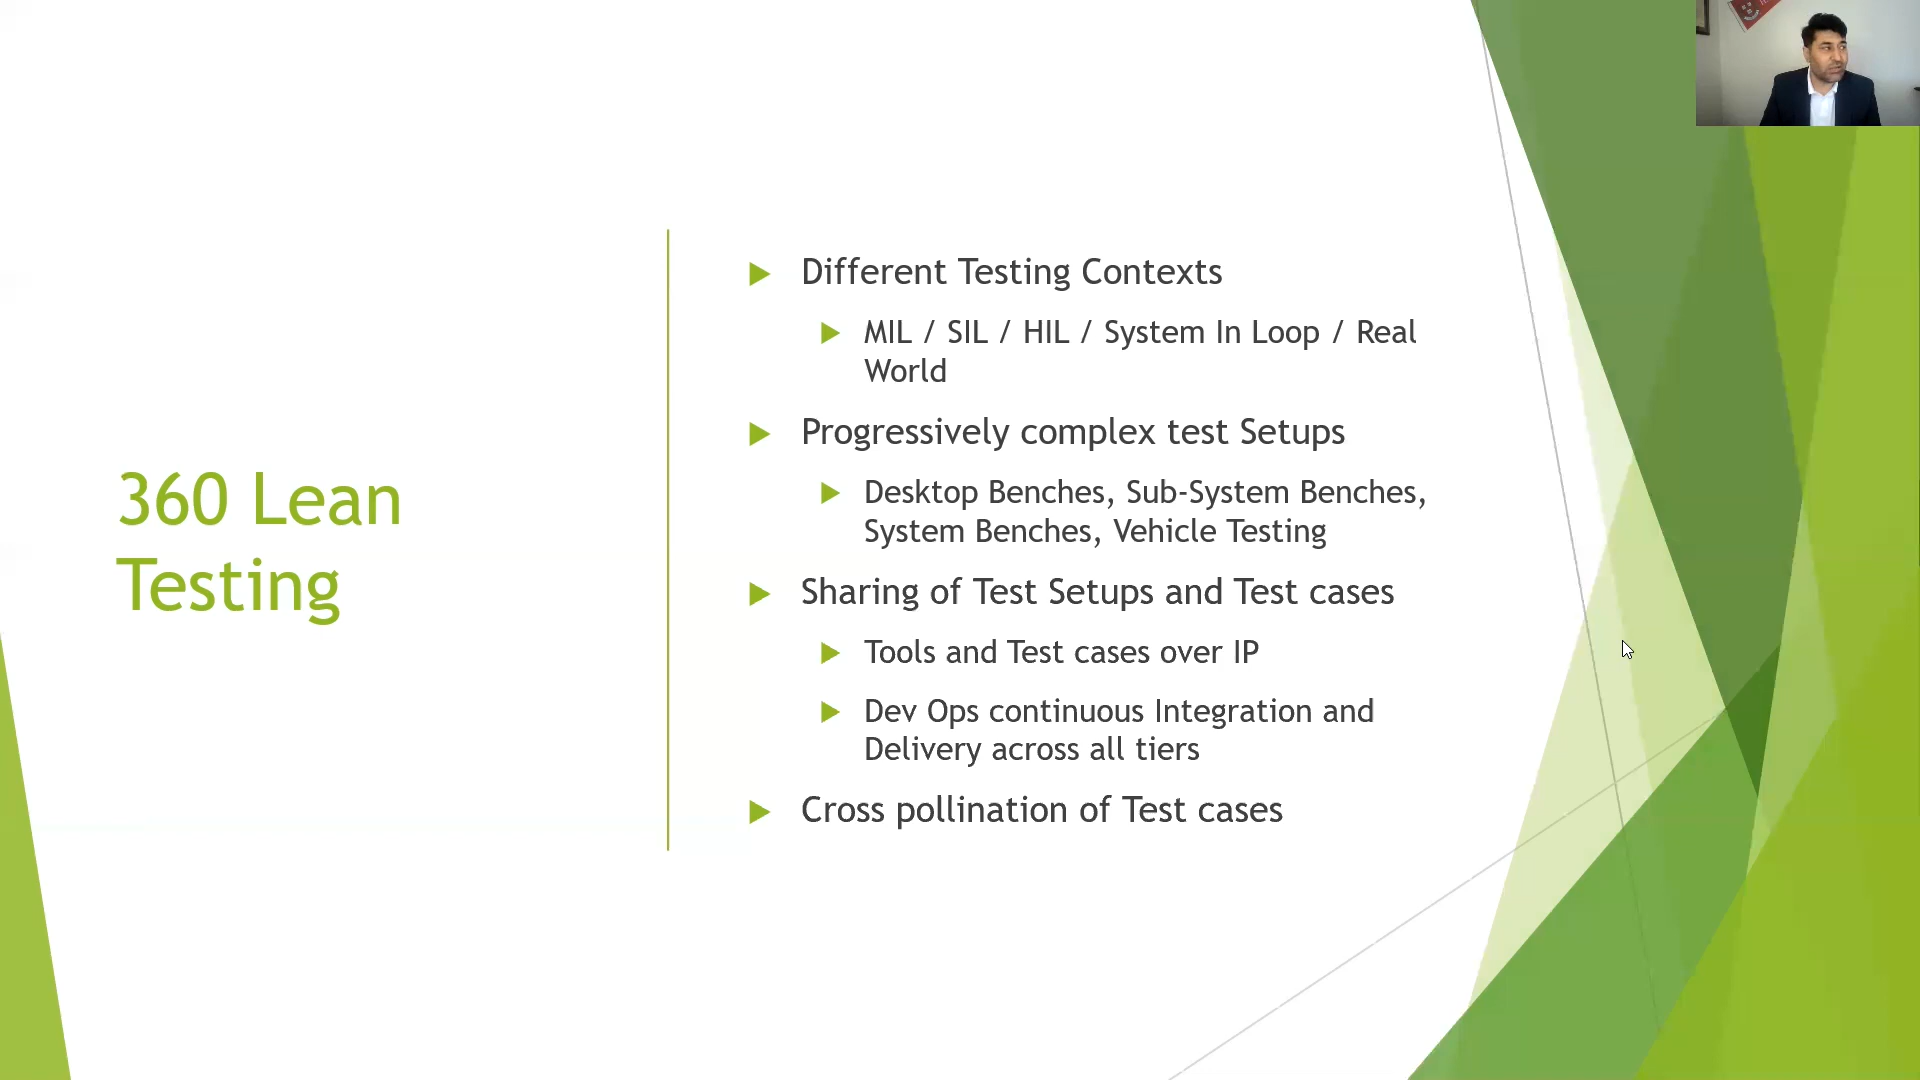 360 Lean
Testing
Different Testing Contexts
MIL / SIL / HIL / System In Loop / Real
World
Progressively complex test Setups
Desktop Benches, Sub-System Benches,
System Benches, Vehicle Testing
Sharing of Test Setups and Test cases
Tools and Test cases over IP
Dev Ops continuous Integration and
Delivery across all tiers
Cross pollination of Test cases